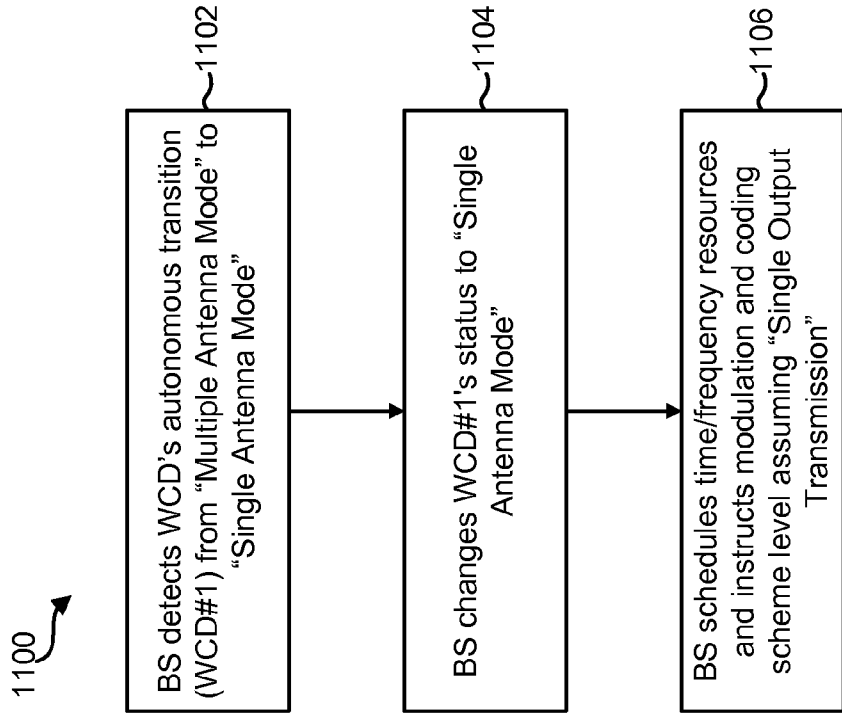 1100
BS detects WCD's autonomous transition
(WCD#1) from “Multiple Antenna Mode” to
“Single Antenna Mode”
1102
BS changes WCD#1's status to “Single
Antenna Mode”
1104
BS schedules time/frequency resources
and instructs modulation and coding
scheme level assuming “Single Output
Transmission”
1106